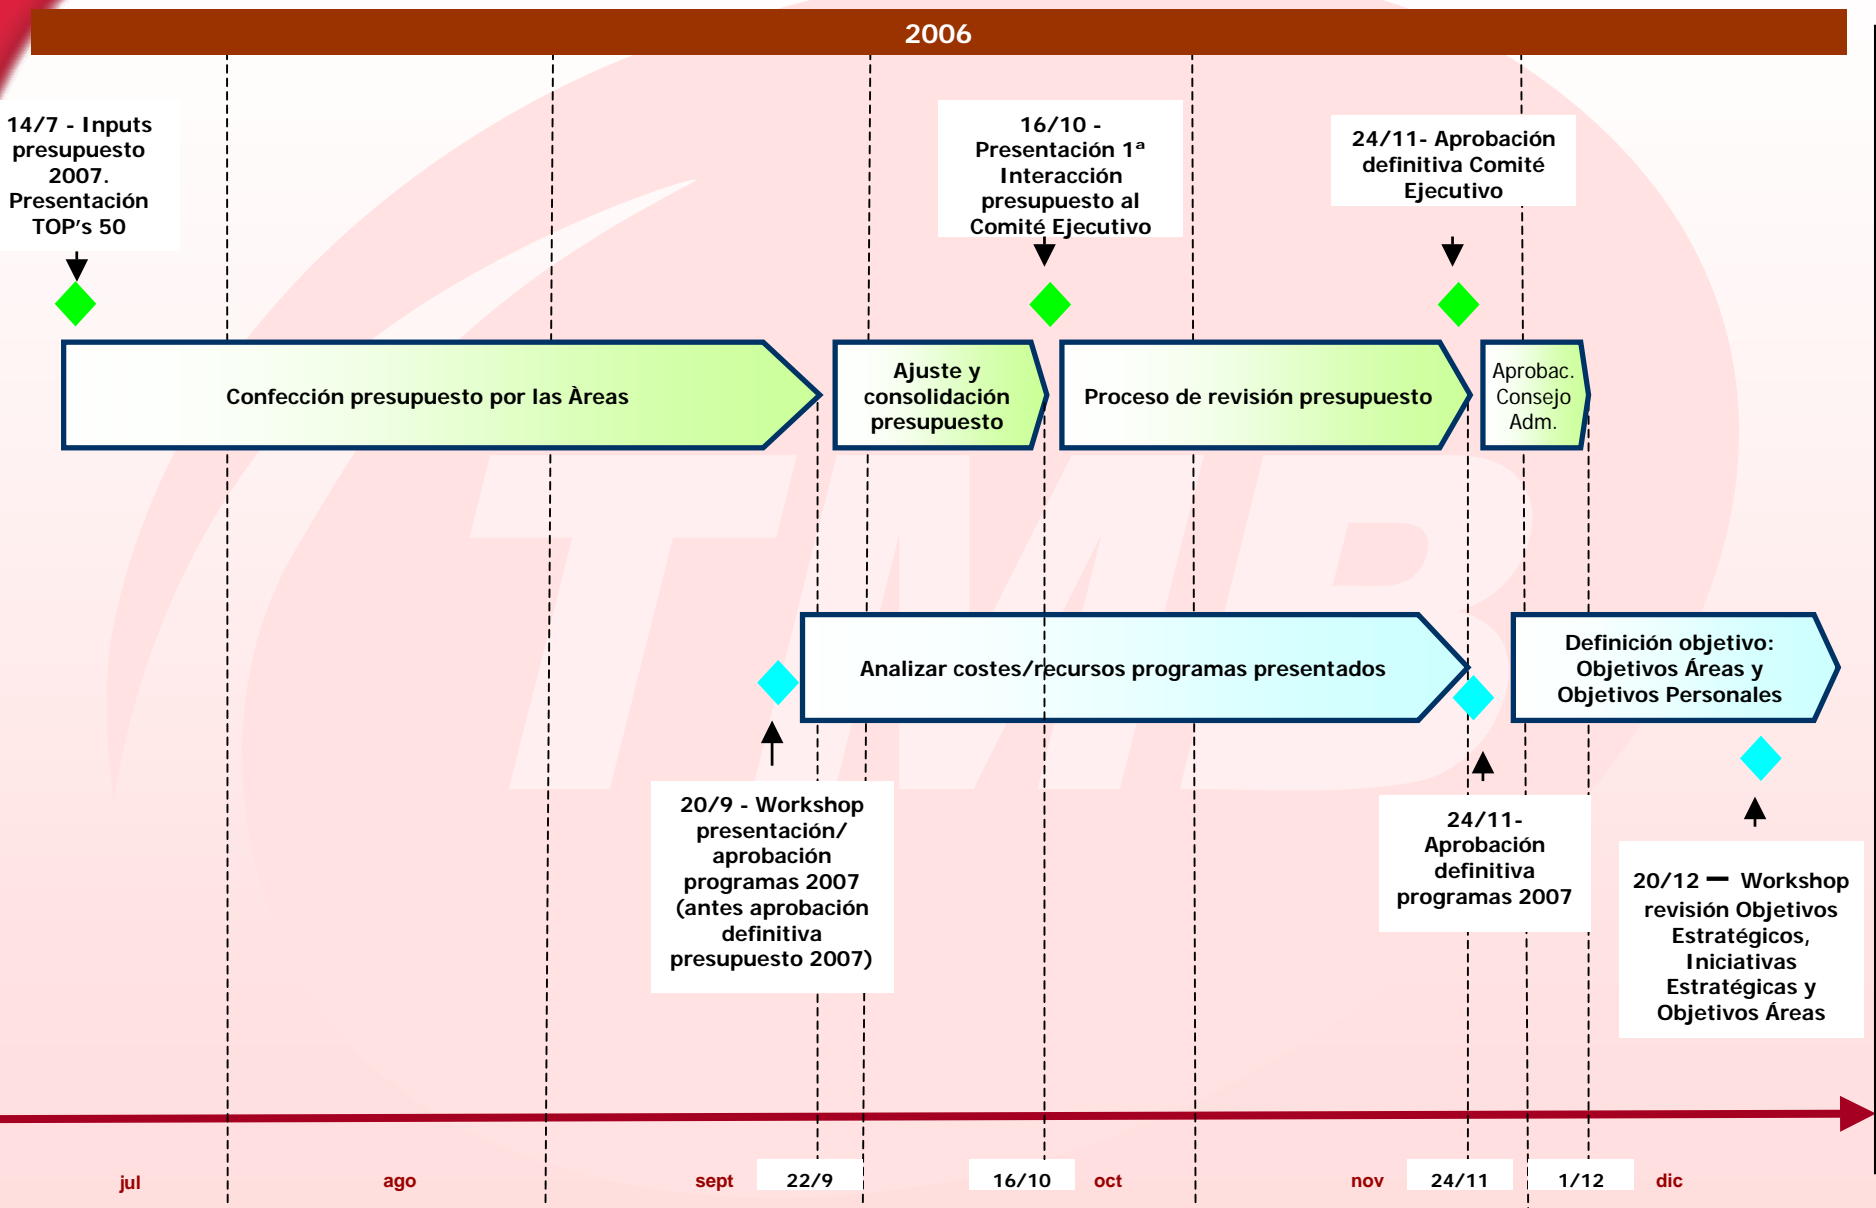 2006
14/7 - Inputs
presupuesto
2007.
Presentación
TOP's 50
16/10 -
Presentación 1ª
Interacción
presupuesto al
Comité Ejecutivo
24/11- Aprobación
definitiva Comité
Ejecutivo
Confección presupuesto por las Àreas
Ajuste y
consolidación
presupuesto
Proceso de revisión presupuesto
Aprobac.
Consejo
Adm.
TMB
Analizar costes/recursos programas presentados
Definición objetivo:
Objetivos Áreas y
Objetivos Personales
20/9 - Workshop
presentación/
aprobación
programas 2007
(antes aprobación
definitiva
presupuesto 2007)
24/11-
Aprobación
definitiva
programas 2007
20/12 — Workshop
revisión Objetivos
Estratégicos,
Iniciativas
Estratégicas y
Objetivos Áreas
jul
ago
sept
22/9
16/10
oct
nov
24/11
1/12
dic